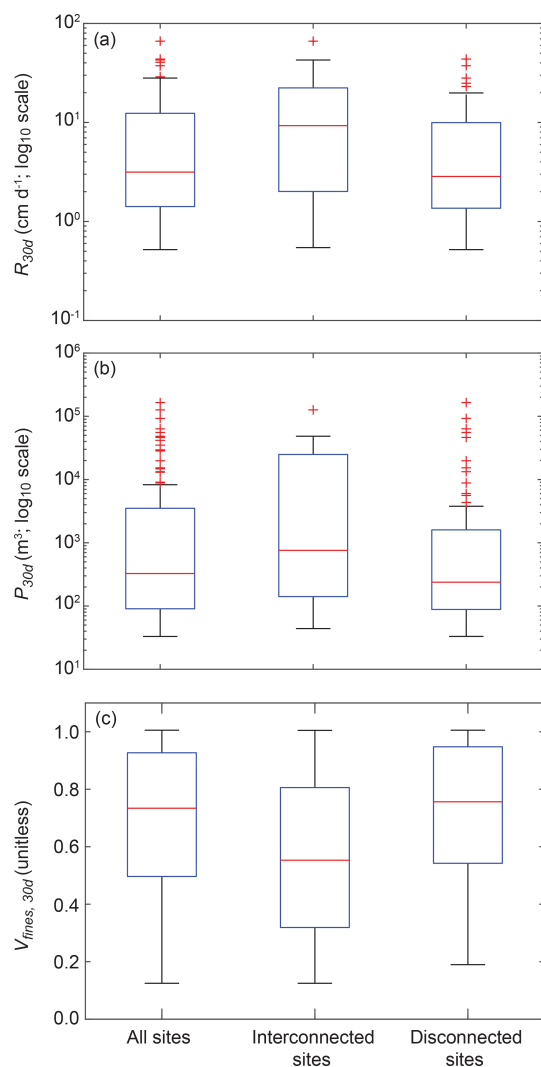 (a)
10²
10¹
10⁰
10⁻¹
R30d (cm d⁻¹; log₁₀ scale)
(b)
10⁶
10⁵
10⁴
10³
10²
10¹
P30d (m³; log₁₀ scale)
(c)
1.0
0.8
0.6
0.4
0.2
0.0
Vfines, 30d (unitless)
All sites
Interconnected
sites
Disconnected
sites